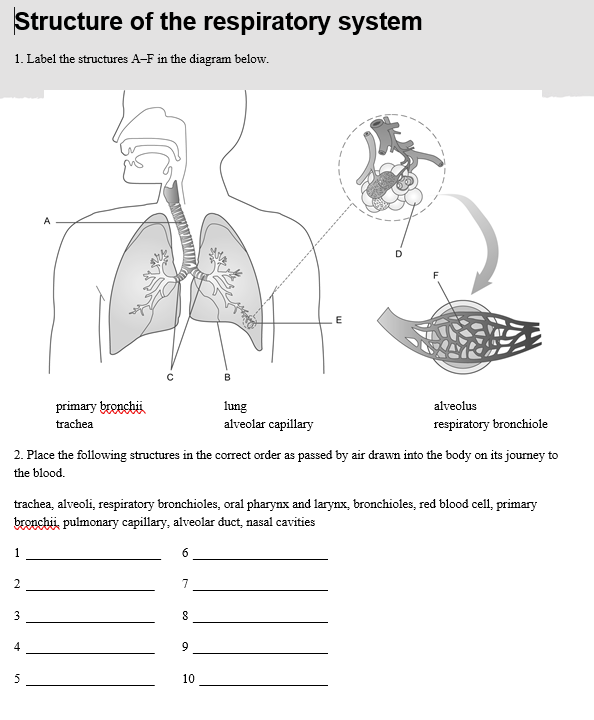 Structure of the respiratory system
1. Label the structures A–F in the diagram below.
A
D
F
E
C B
primary bronchii lung alveolus
trachea alveolar capillary respiratory bronchiole
2. Place the following structures in the correct order as passed by air drawn into the body on its journey to
the blood.
trachea, alveoli, respiratory bronchioles, oral pharynx and larynx, bronchioles, red blood cell, primary
bronchii, pulmonary capillary, alveolar duct, nasal cavities
1 6
2 7
3 8
4 9
5 10